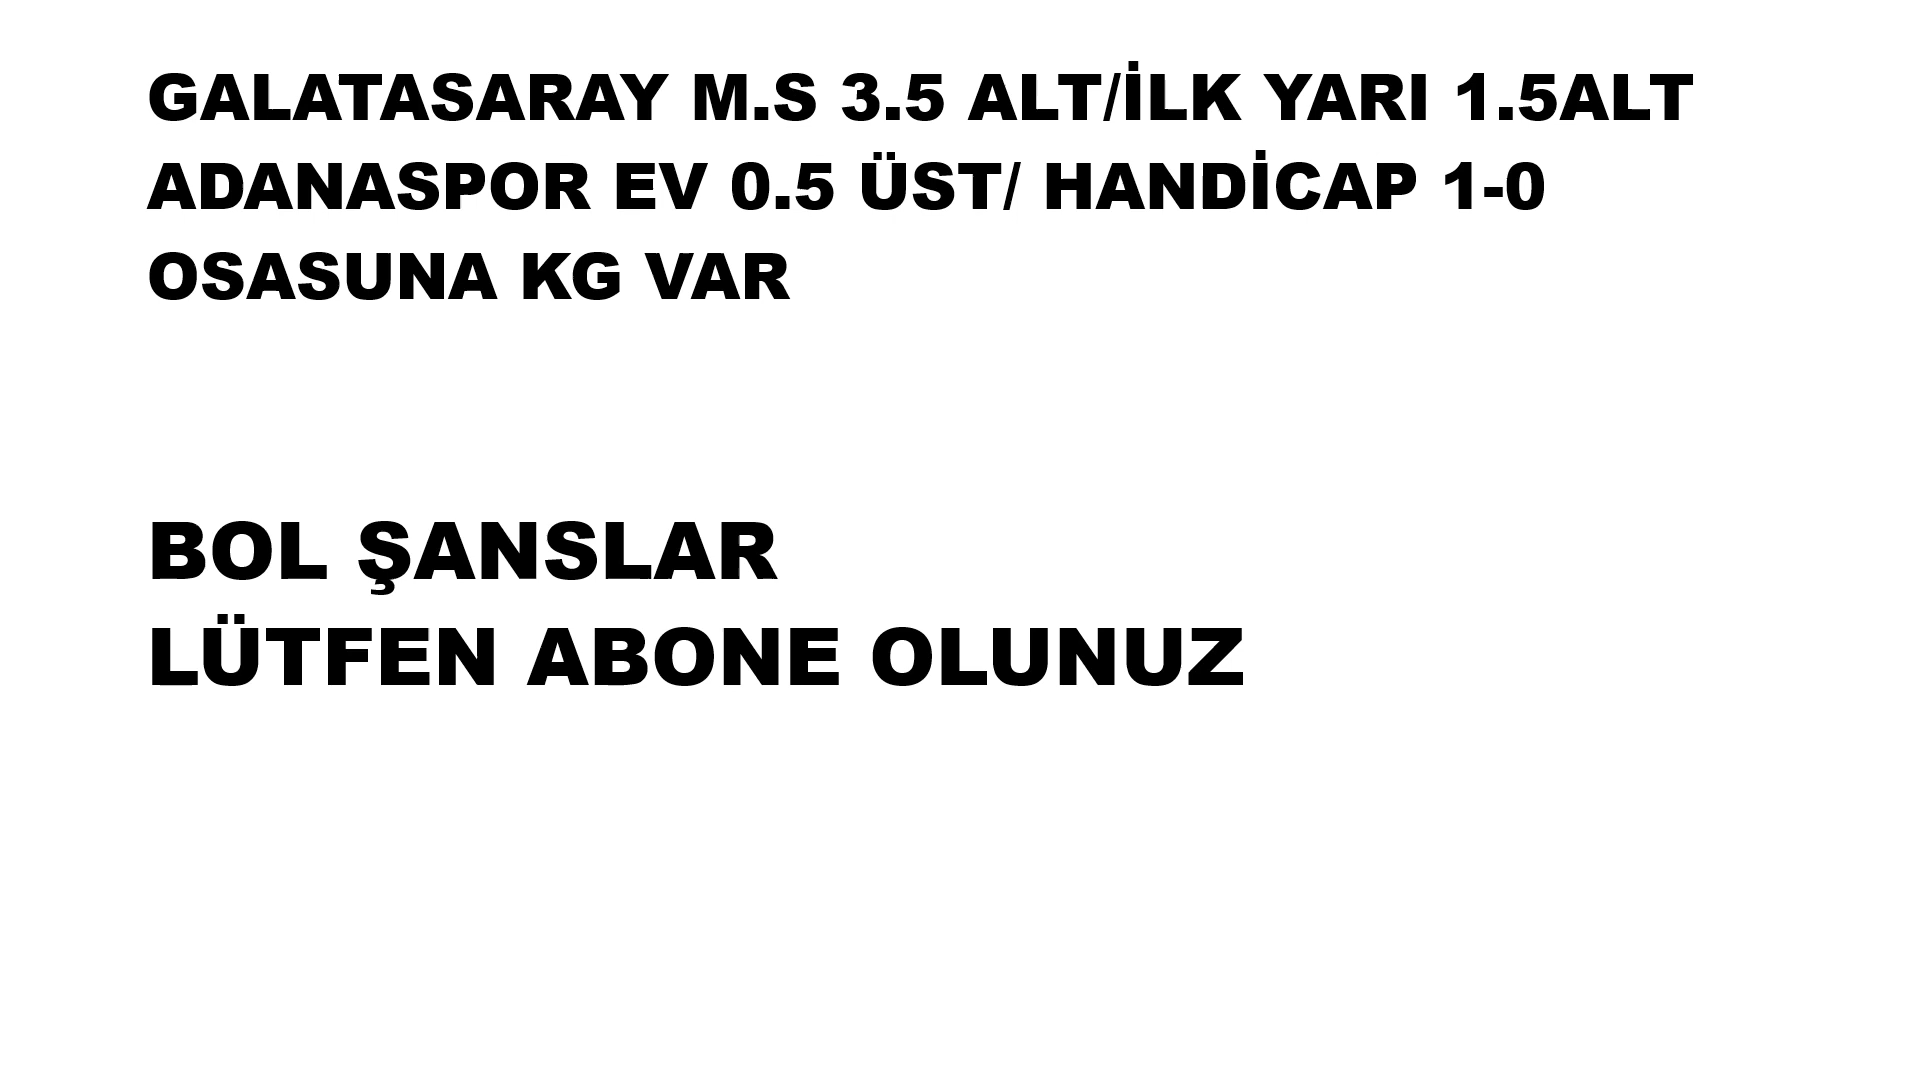 GALATASARAY M.S 3.5 ALT/İLK YARI 1.5ALT
ADANASPOR EV 0.5 ÜST/ HANDİCAP 1-0
OSASUNA KG VAR
BOL ŞANSLAR
LÜTFEN ABONE OLUNUZ